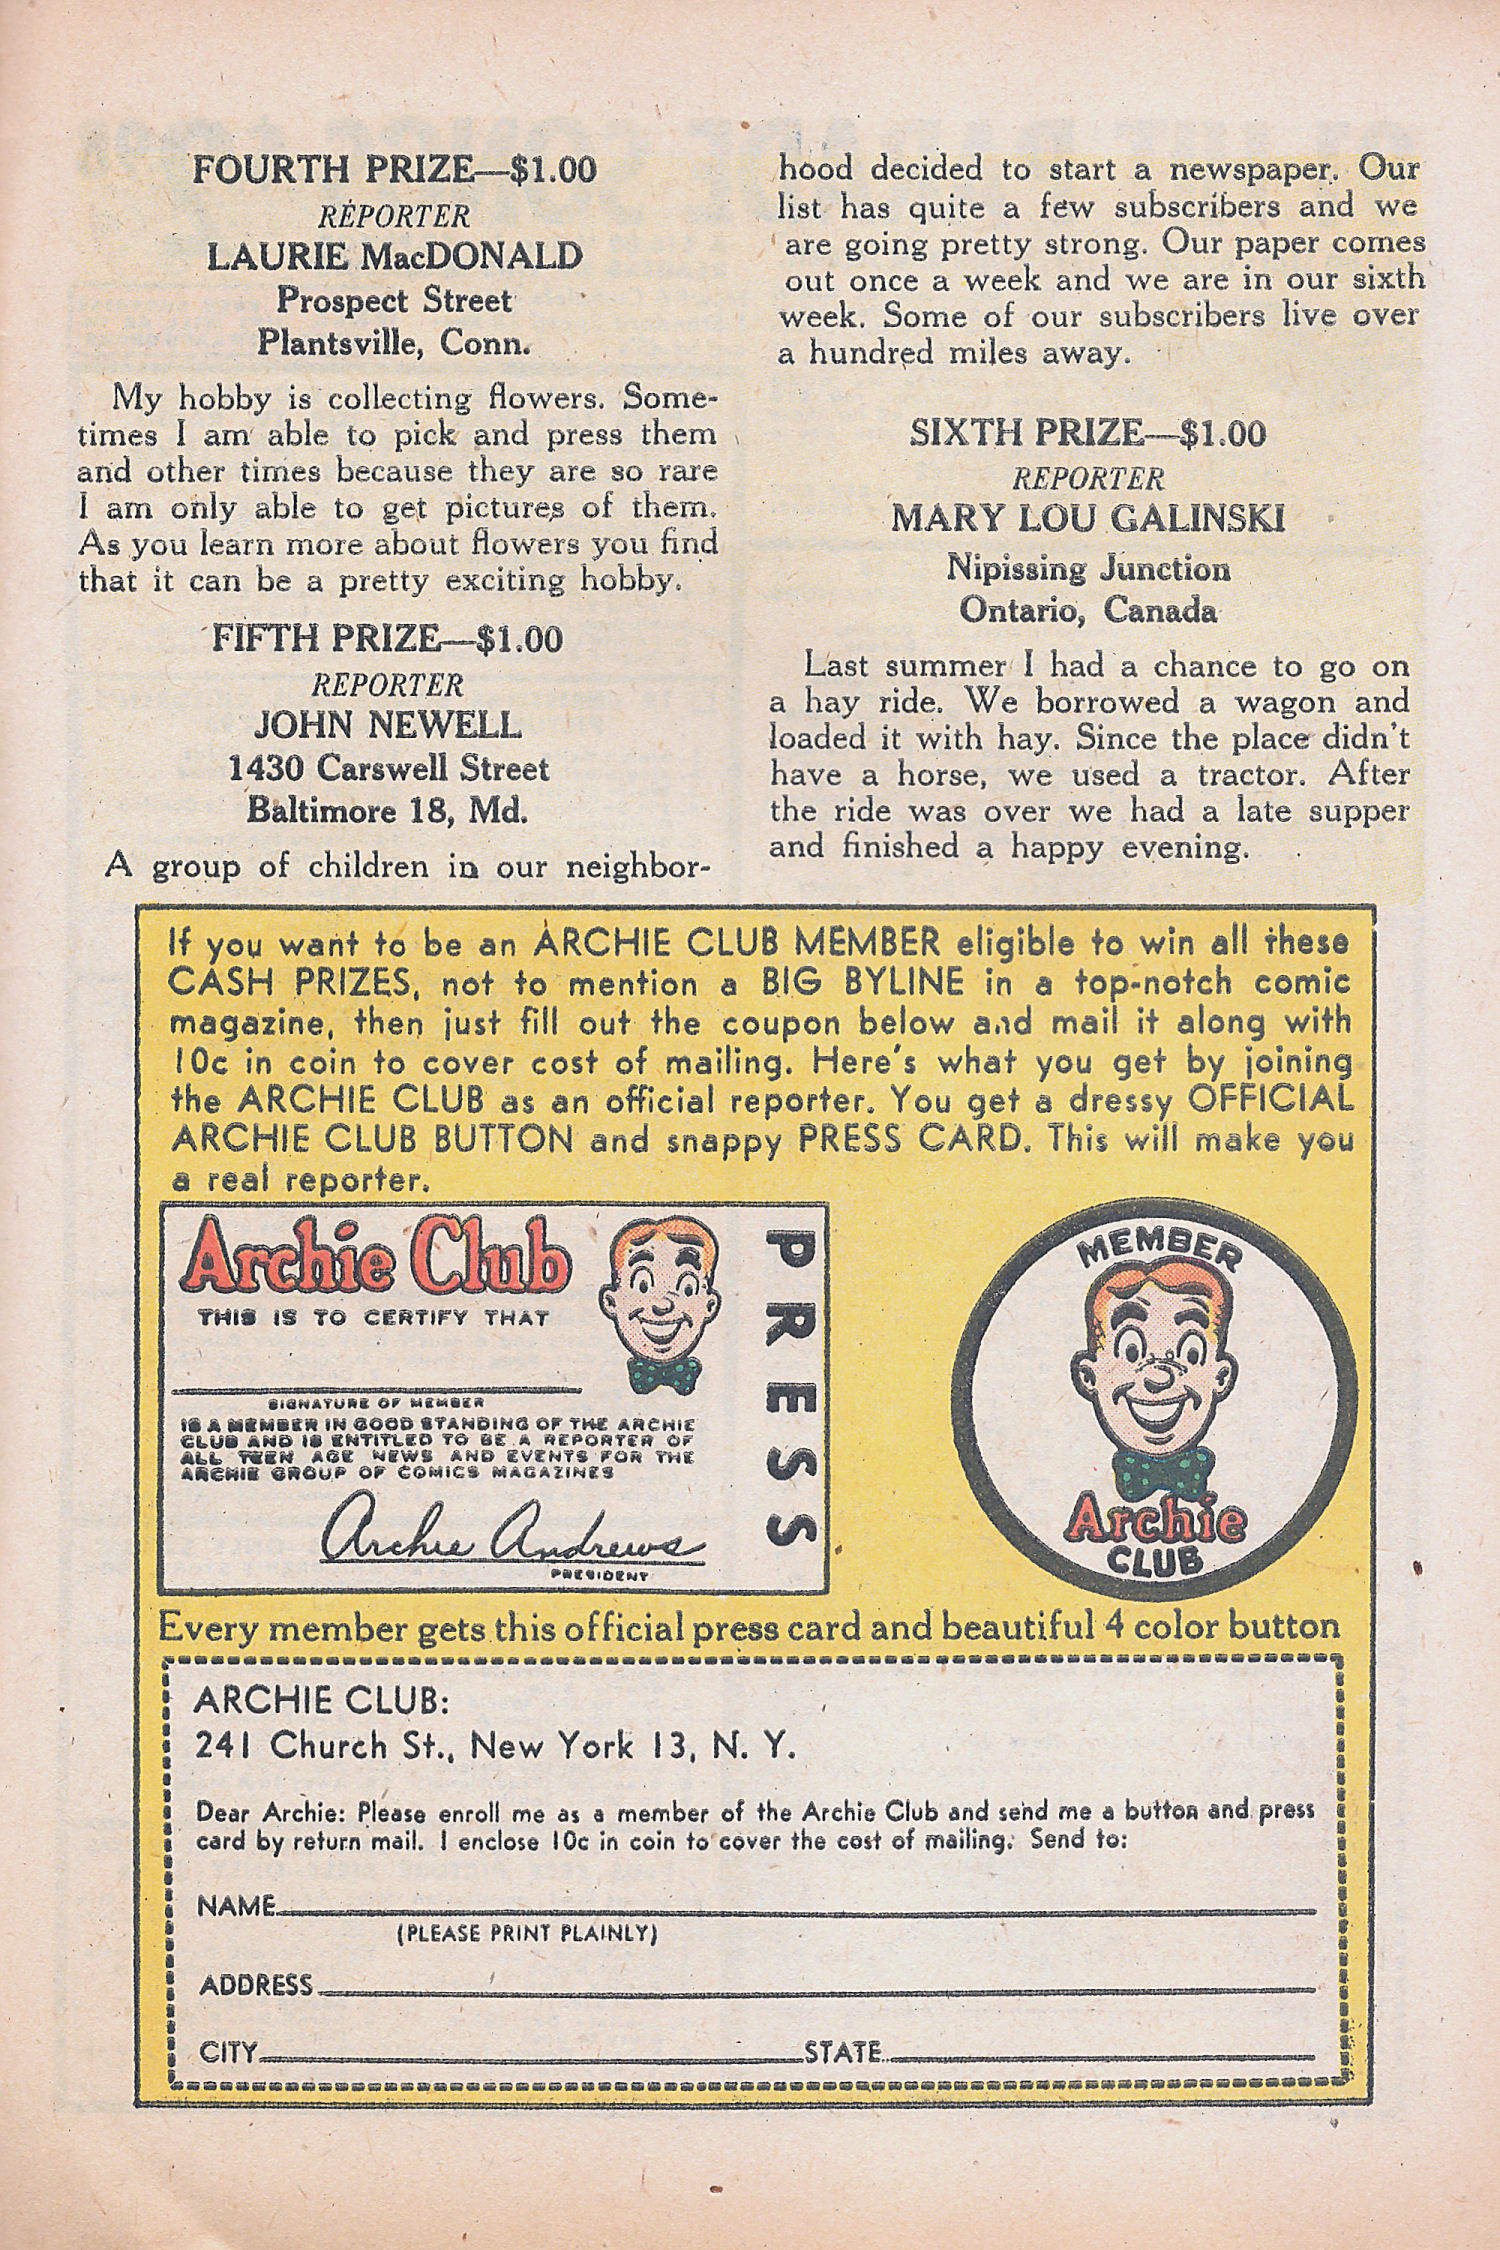 FOURTH PRIZE—$1.00
REPORTER
LAURIE MacDONALD
Prospect Street
Plantsville, Conn.
My hobby is collecting flowers. Some-
times I am able to pick and press them
and other times because they are so rare
I am only able to get pictures of them.
As you learn more about flowers you find
that it can be a pretty exciting hobby.
FIFTH PRIZE—$1.00
REPORTER
JOHN NEWELL
1430 Carswell Street
Baltimore 18, Md.
A group of children in our neighbor-
hood decided to start a newspaper. Our
list has quite a few subscribers and we
are going pretty strong. Our paper comes
out once a week and we are in our sixth
week. Some of our subscribers live over
a hundred miles away.
SIXTH PRIZE—$1.00
REPORTER
MARY LOU GALINSKI
Nipissing Junction
Ontario, Canada
Last summer I had a chance to go on
a hay ride. We borrowed a wagon and
loaded it with hay. Since the place didn't
have a horse, we used a tractor. After
the ride was over we had a late supper
and finished a happy evening.
If you want to be an ARCHIE CLUB MEMBER eligible to win all these
CASH PRIZES, not to mention a BIG BYLINE in a top-notch comic
magazine, then just fill out the coupon below and mail it along with
10c in coin to cover cost of mailing. Here's what you get by joining
the ARCHIE CLUB as an official reporter. You get a dressy OFFICIAL
ARCHIE CLUB BUTTON and snappy PRESS CARD. This will make you
a real reporter.
Archie Club
THIS IS TO CERTIFY THAT
SIGNATURE OF MEMBER
IS A MEMBER IN GOOD STANDING OF THE ARCHIE
CLUB AND IS ENTITLED TO BE A REPORTER OF
ALL TEEN AGE NEWS AND EVENTS FOR THE
ARCHIE GROUP OF COMICS MAGAZINES
Archie Andrews
PRESIDENT
PRESS
MEMBER
Archie
CLUB
Every member gets this official press card and beautiful 4 color button
ARCHIE CLUB:
241 Church St., New York 13, N. Y.
Dear Archie: Please enroll me as a member of the Archie Club and send me a button and press
card by return mail. I enclose 10c in coin to cover the cost of mailing. Send to:
NAME
(PLEASE PRINT PLAINLY)
ADDRESS
CITY STATE